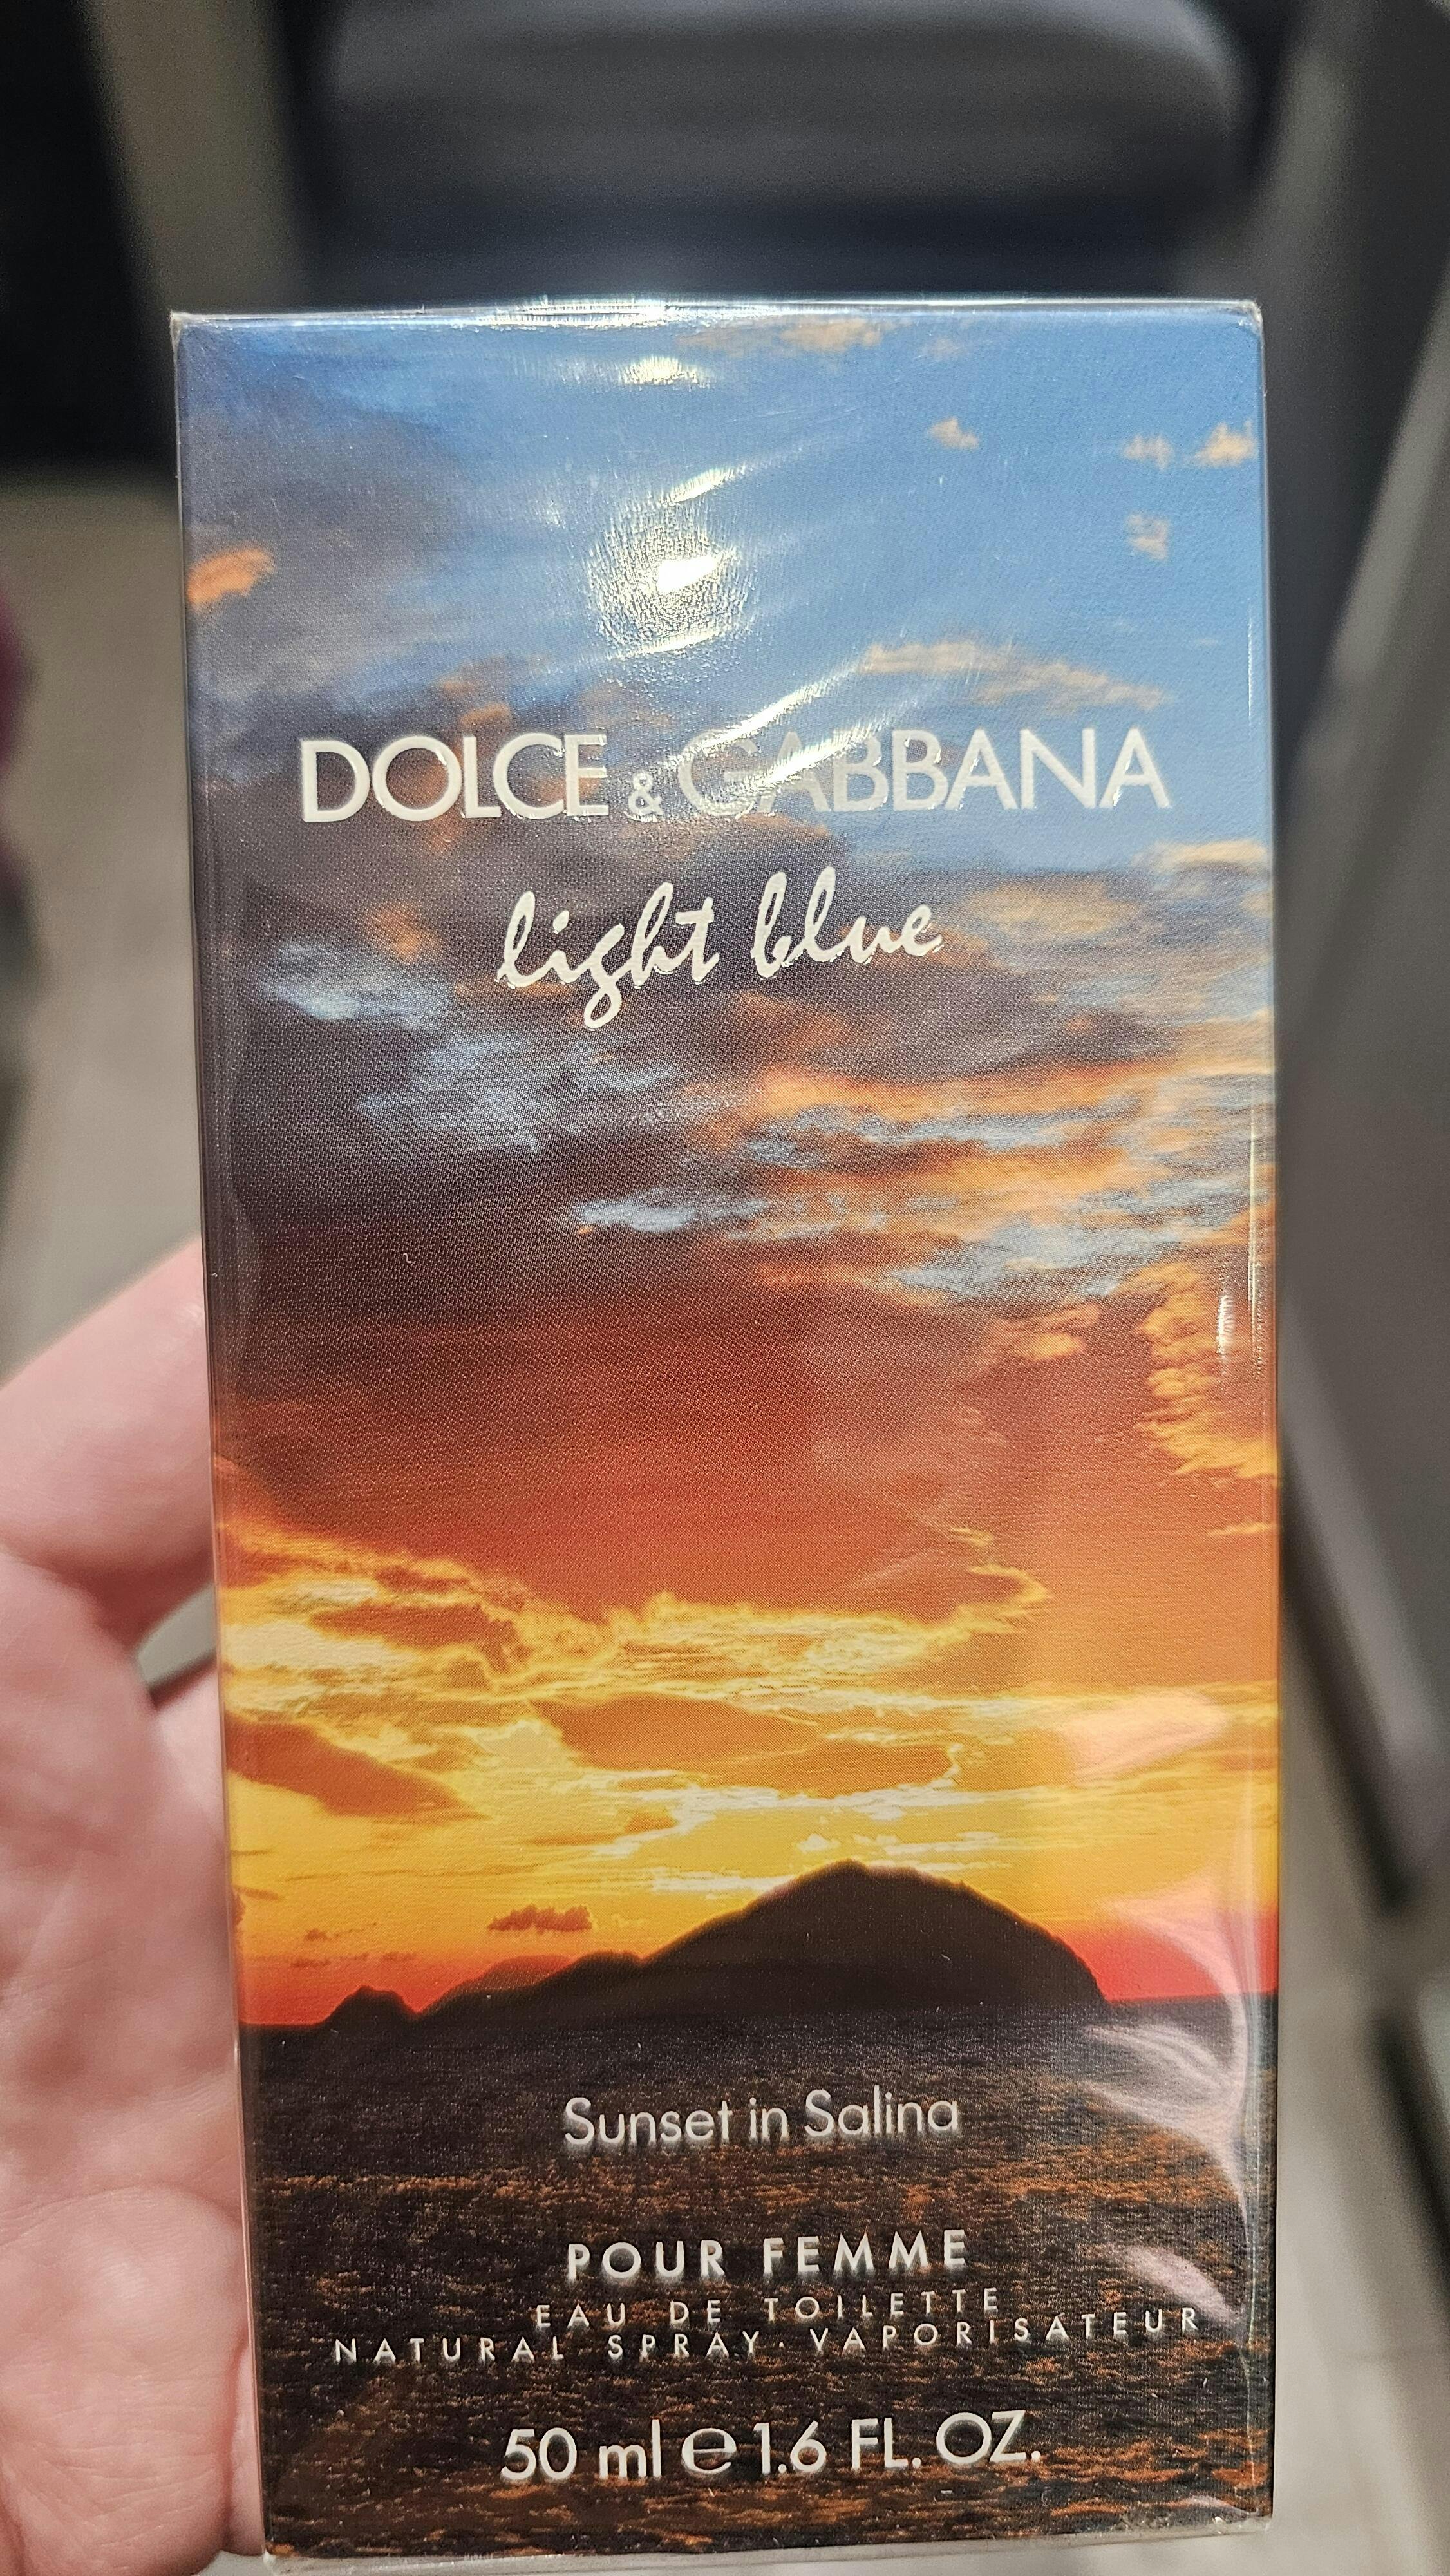 DOLCE & GABBANA
light blue
Sunset in Salina
POUR FEMME
EAU DE TOILETTE
NATURAL SPRAY · VAPORISATEUR
50 ml ℮ 1.6 FL. OZ.